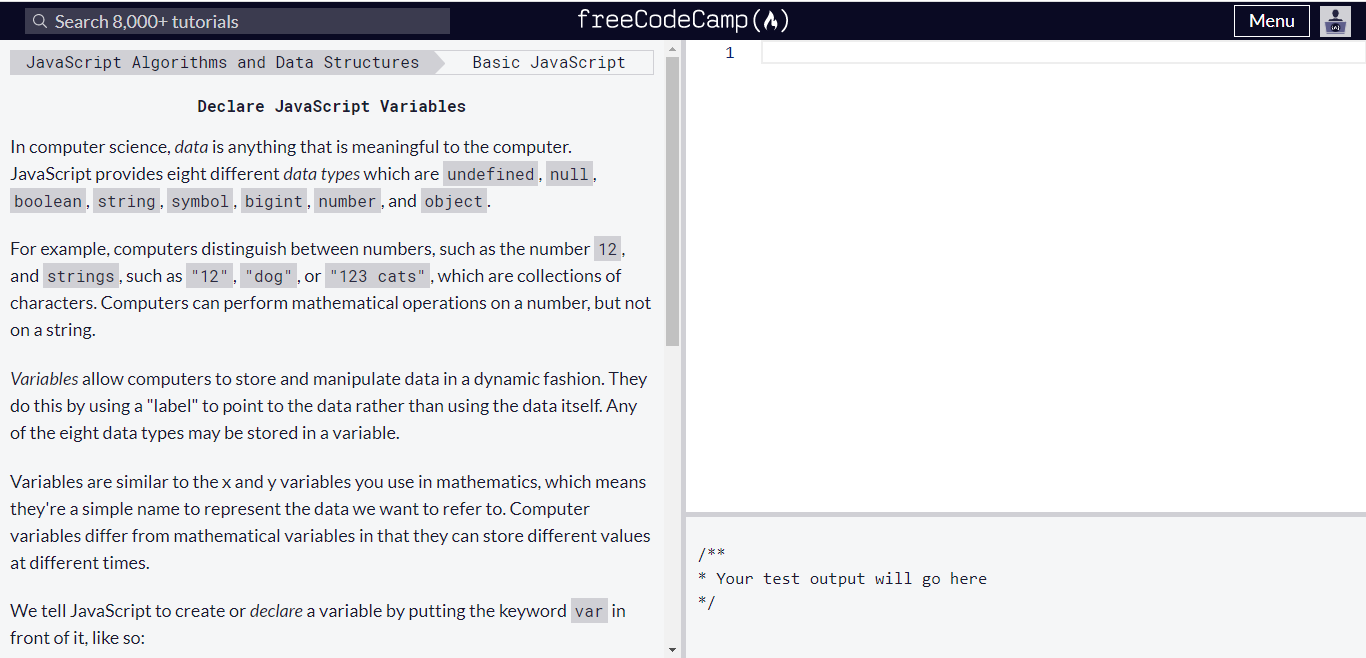 Search 8,000+ tutorials
freeCodeCamp(🔥)
Menu
JavaScript Algorithms and Data Structures
Basic JavaScript
Declare JavaScript Variables
In computer science, data is anything that is meaningful to the computer.
JavaScript provides eight different data types which are undefined, null,
boolean, string, symbol, bigint, number, and object.
For example, computers distinguish between numbers, such as the number 12,
and strings, such as "12", "dog", or "123 cats", which are collections of
characters. Computers can perform mathematical operations on a number, but not
on a string.
Variables allow computers to store and manipulate data in a dynamic fashion. They
do this by using a "label" to point to the data rather than using the data itself. Any
of the eight data types may be stored in a variable.
Variables are similar to the x and y variables you use in mathematics, which means
they're a simple name to represent the data we want to refer to. Computer
variables differ from mathematical variables in that they can store different values
at different times.
We tell JavaScript to create or declare a variable by putting the keyword var in
front of it, like so:
1
/**
* Your test output will go here
*/